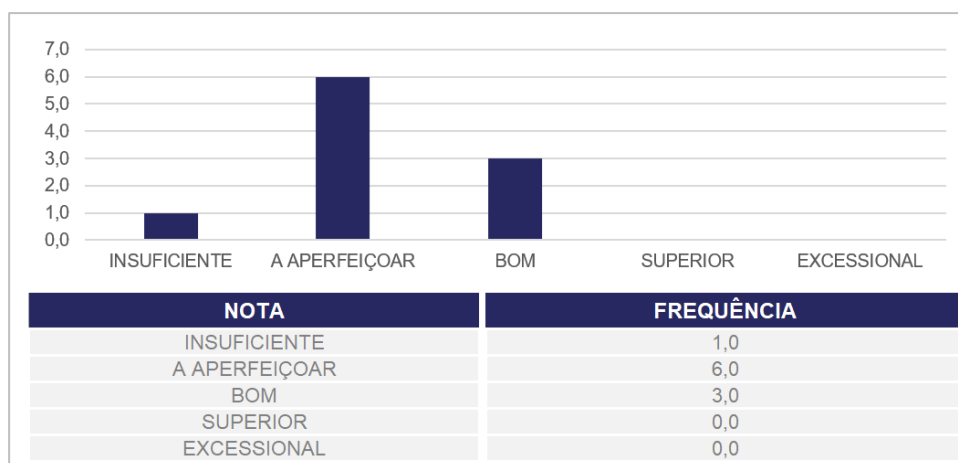 7,0
6,0
5,0
4,0
3,0
2,0
1,0
0,0
INSUFICIENTE A APERFEIÇOAR BOM SUPERIOR EXCESSIONAL
NOTA FREQUÊNCIA
INSUFICIENTE 1,0
A APERFEIÇOAR 6,0
BOM 3,0
SUPERIOR 0,0
EXCESSIONAL 0,0